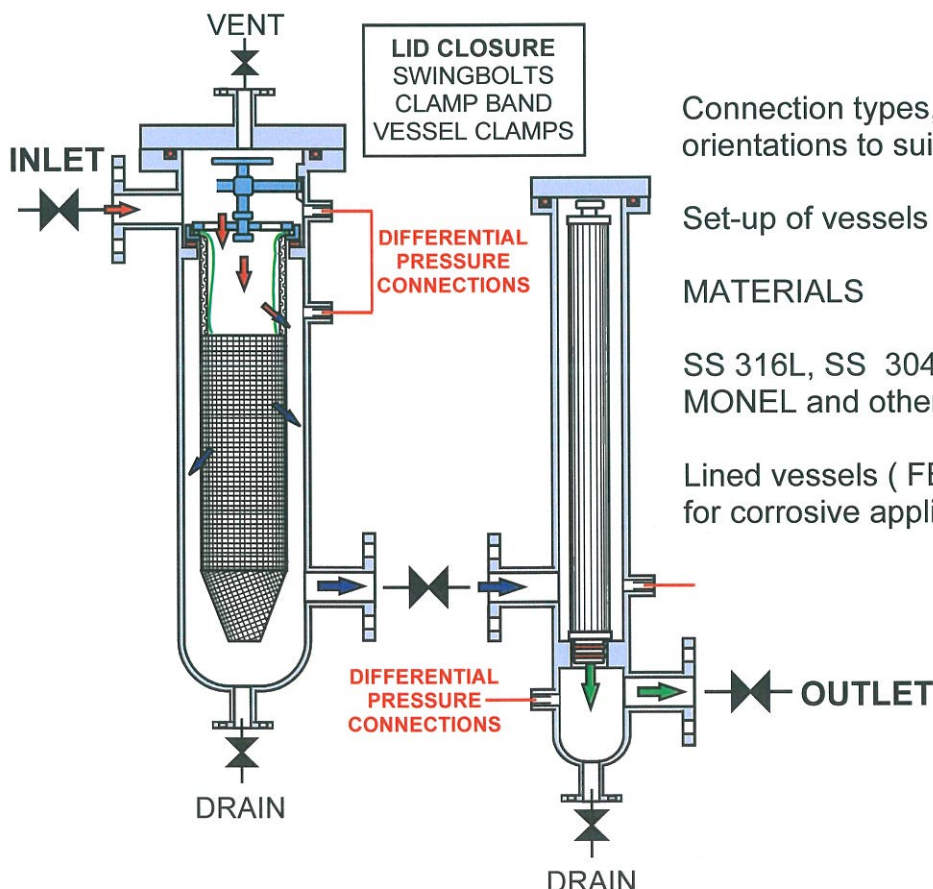 VENT
LID CLOSURE
SWINGBOLTS
CLAMP BAND
VESSEL CLAMPS
INLET
DIFFERENTIAL
PRESSURE
CONNECTIONS
Connection types,
orientations to sui
Set-up of vessels
MATERIALS
SS 316L, SS 304
MONEL and other
Lined vessels ( FE
for corrosive appli
DIFFERENTIAL
PRESSURE
CONNECTIONS
OUTLET
DRAIN
DRAIN